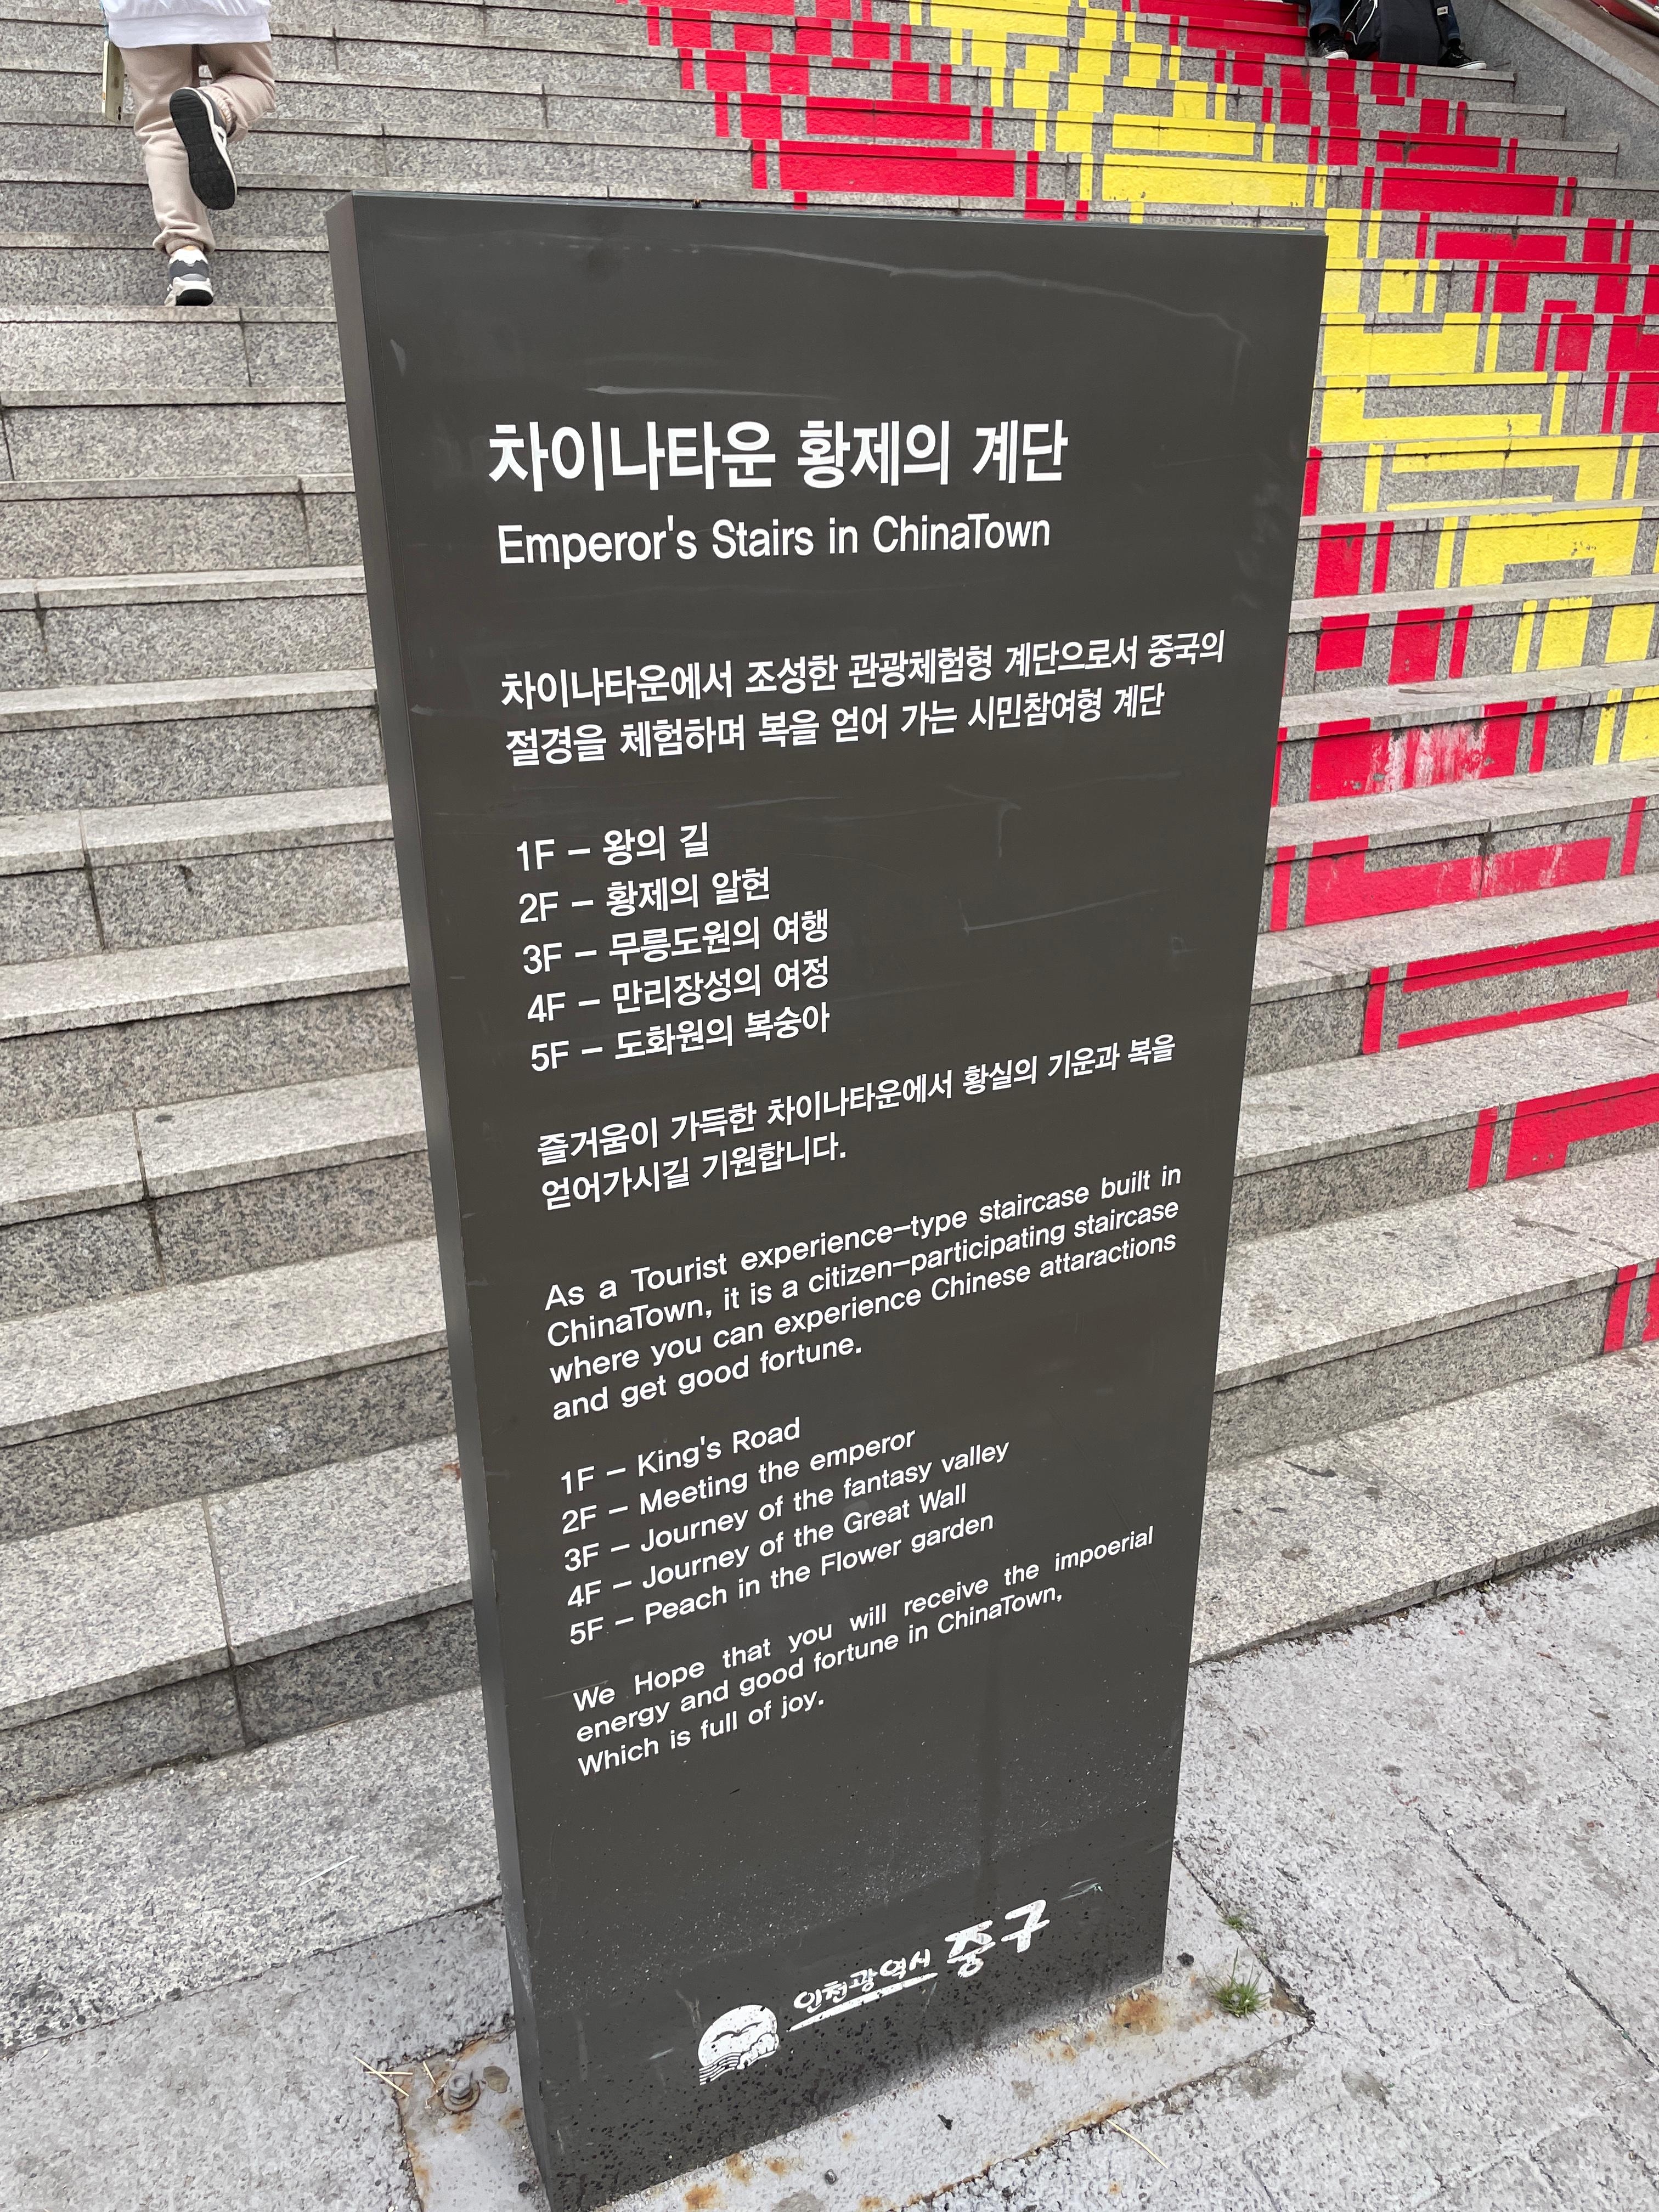 차이나타운 황제의 계단
Emperor's Stairs in ChinaTown
차이나타운에서 조성한 관광체험형 계단으로서 중국의
절경을 체험하며 복을 얻어 가는 시민참여형 계단
1F – 왕의 길
2F – 황제의 알현
3F – 무릉도원의 여행
4F – 만리장성의 여정
5F – 도화원의 복숭아
즐거움이 가득한 차이나타운에서 황실의 기운과 복을
얻어가시길 기원합니다.
As a Tourist experience–type staircase built in
ChinaTown, it is a citizen–participating staircase
where you can experience Chinese attaractions
and get good fortune.
1F – King's Road
2F – Meeting the emperor
3F – Journey of the fantasy valley
4F – Journey of the Great Wall
5F – Peach in the Flower garden
We Hope that you will receive the impoerial
energy and good fortune in ChinaTown,
Which is full of joy.
인천광역시 중구